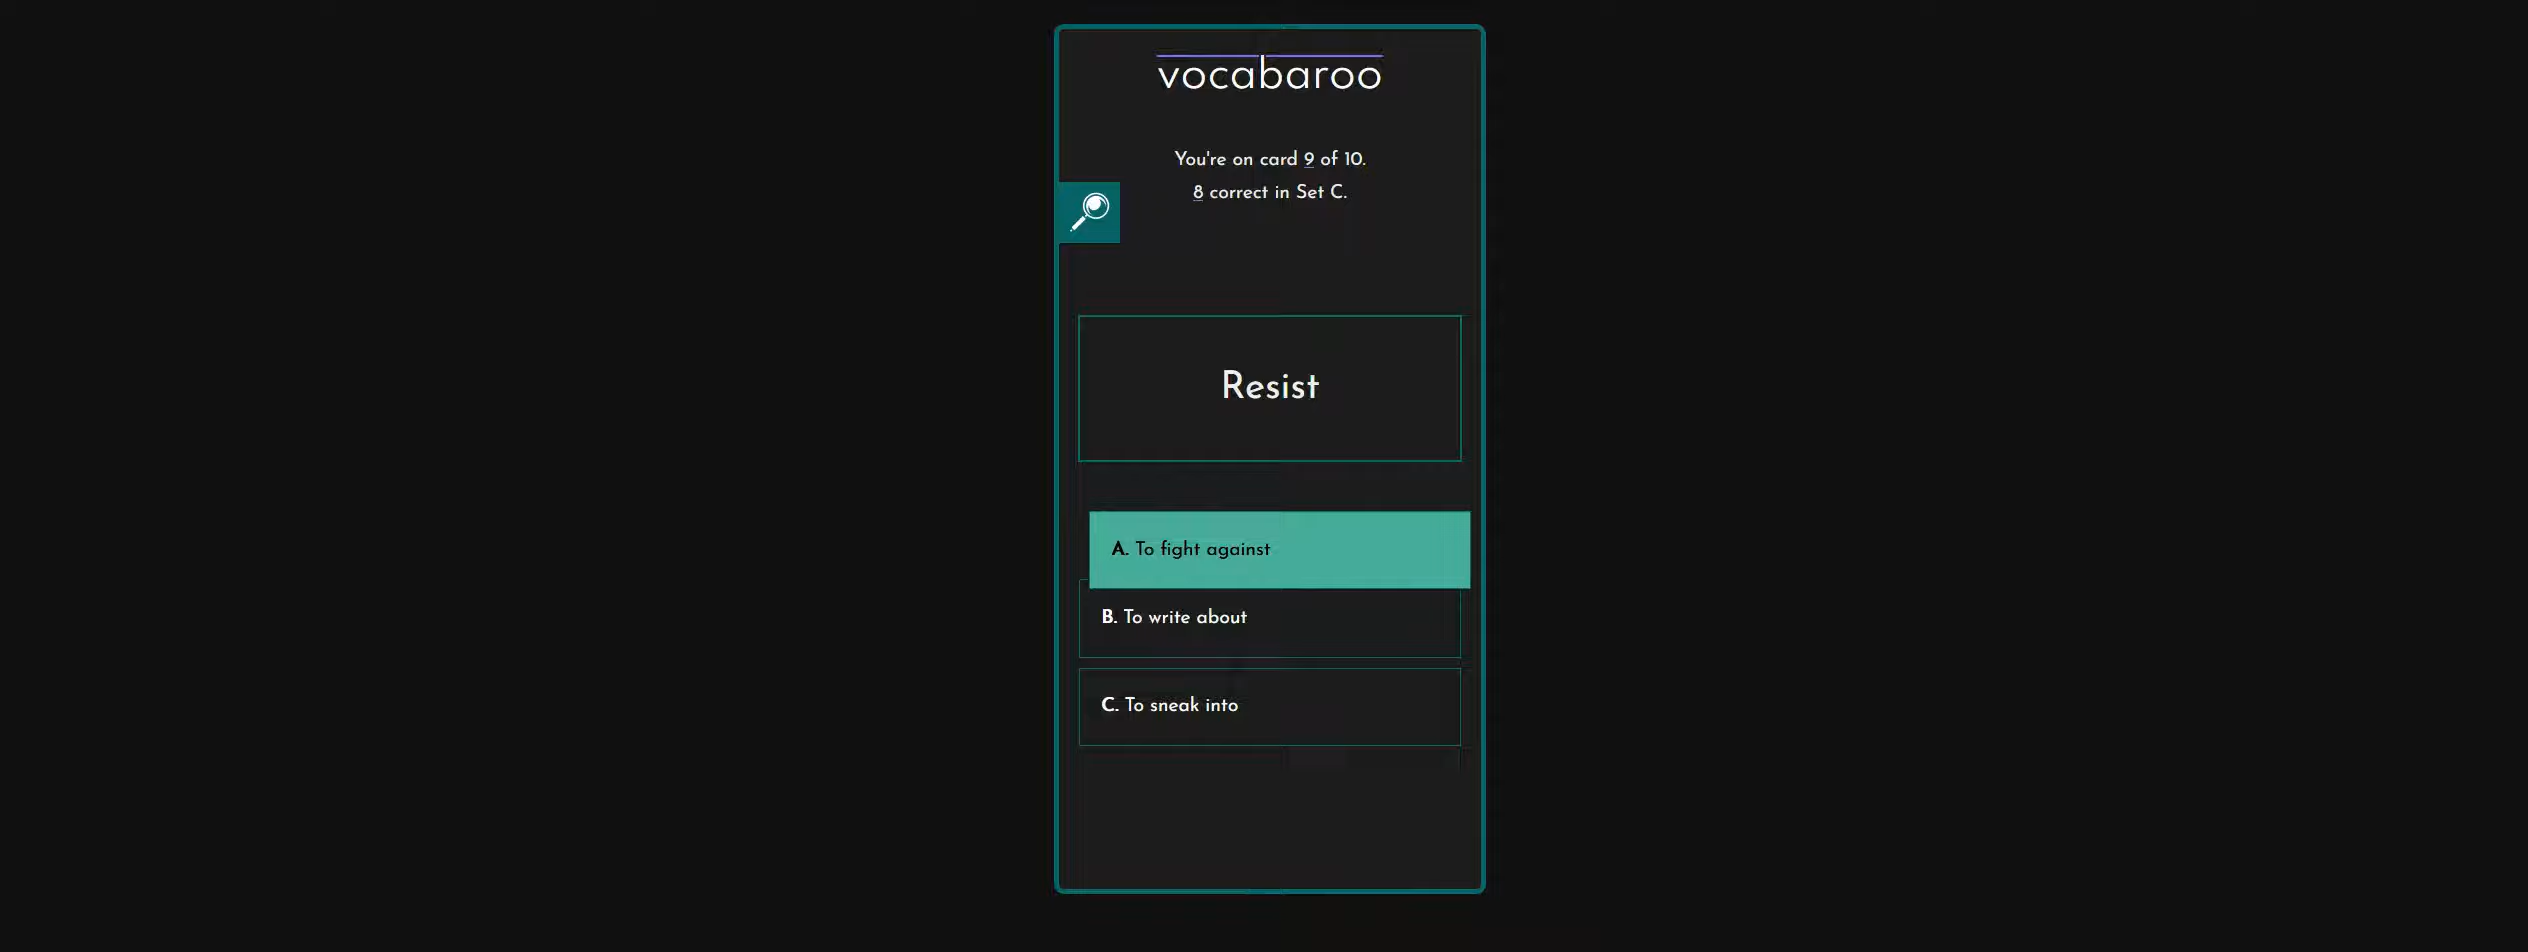 vocabaroo
You're on card 9 of 10.
8 correct in Set C.
Resist
A. To fight against
B. To write about
C. To sneak into